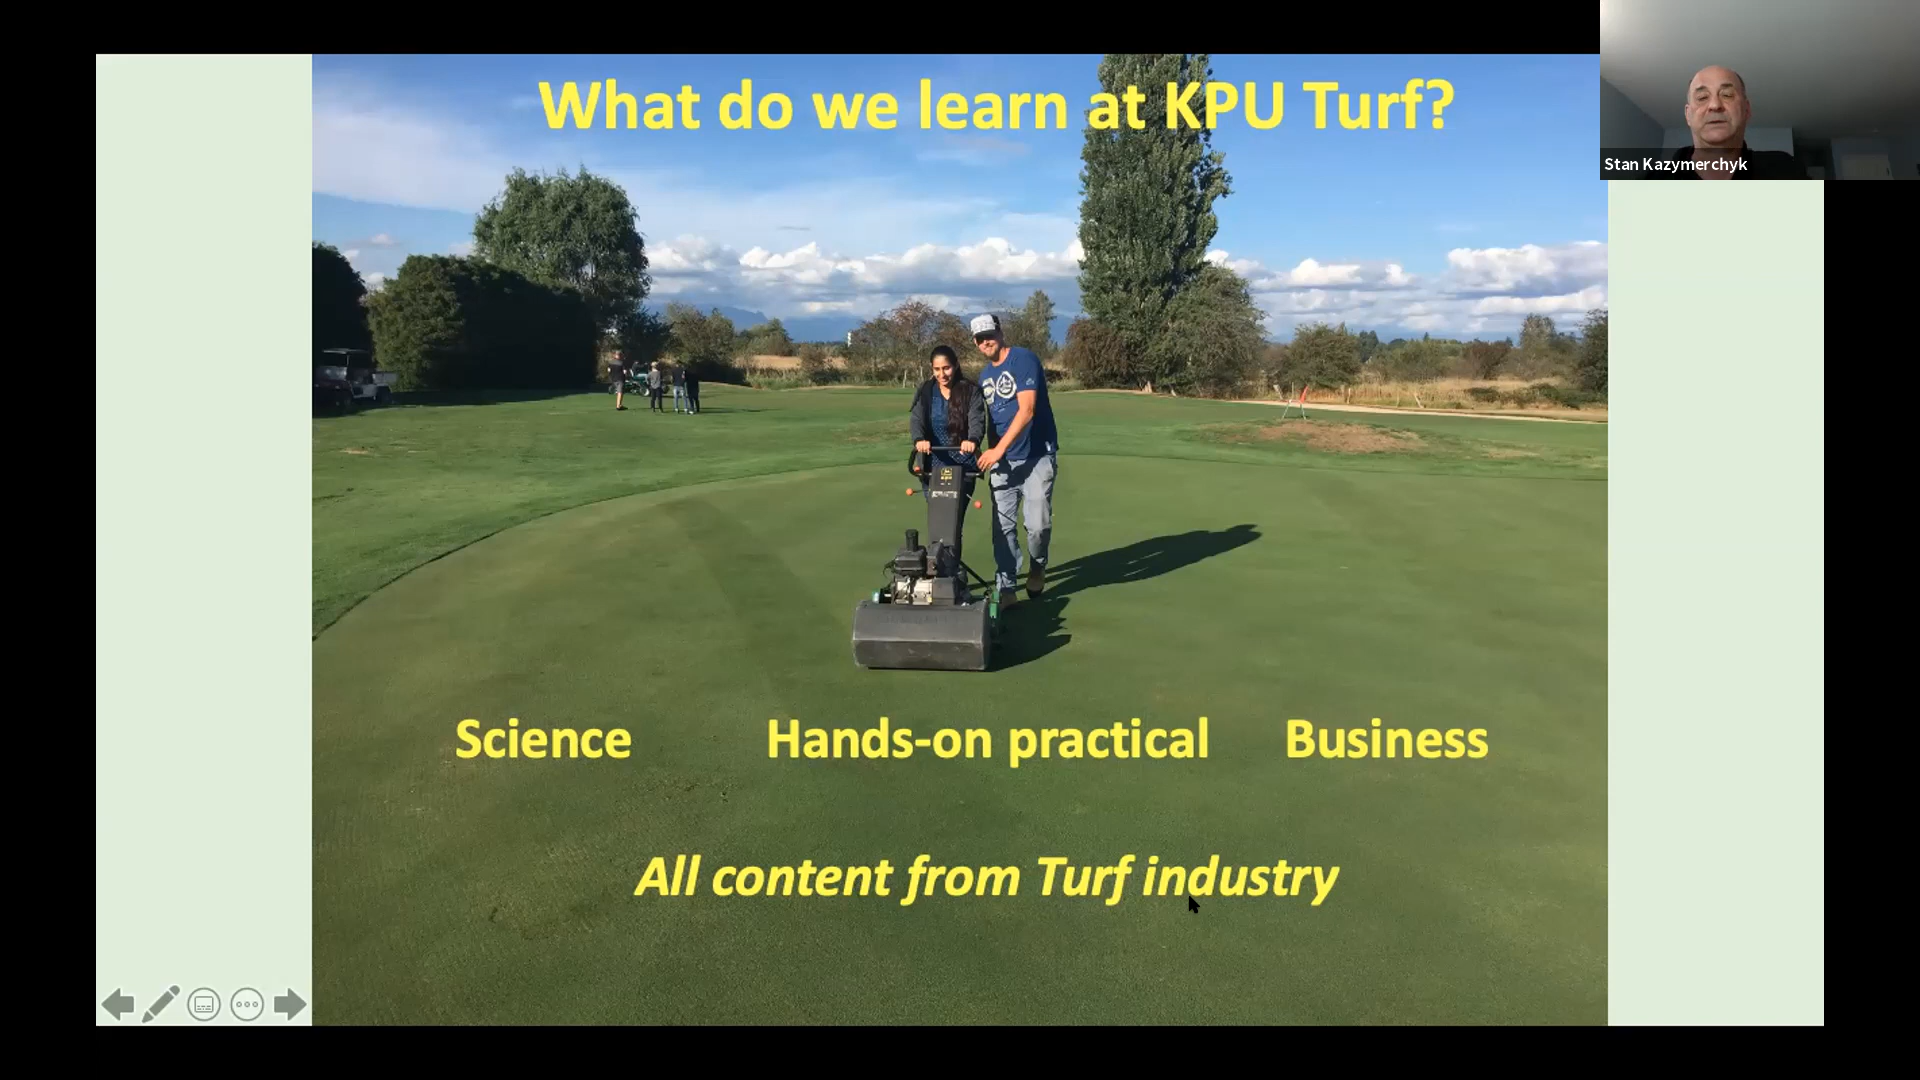 What do we learn at KPU Turf?
Stan Kazymerchyk
Science Hands-on practical Business
All content from Turf industry